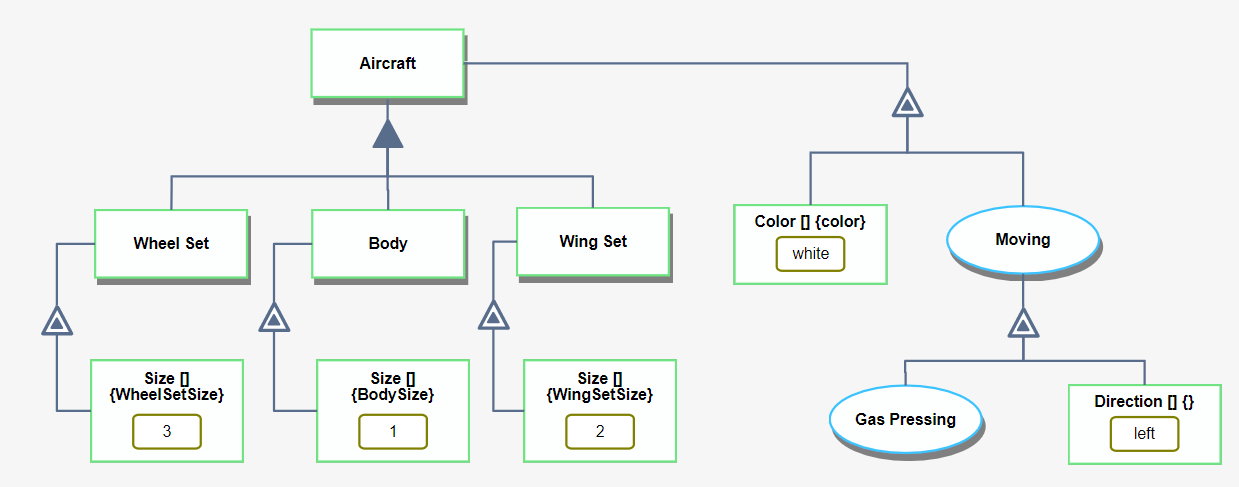 Aircraft
Wheel Set
Body
Wing Set
Color [] {color}
white
Moving
Size []
{WheelSetSize}
3
Size []
{BodySize}
1
Size []
{WingSetSize}
2
Gas Pressing
Direction [] {}
left